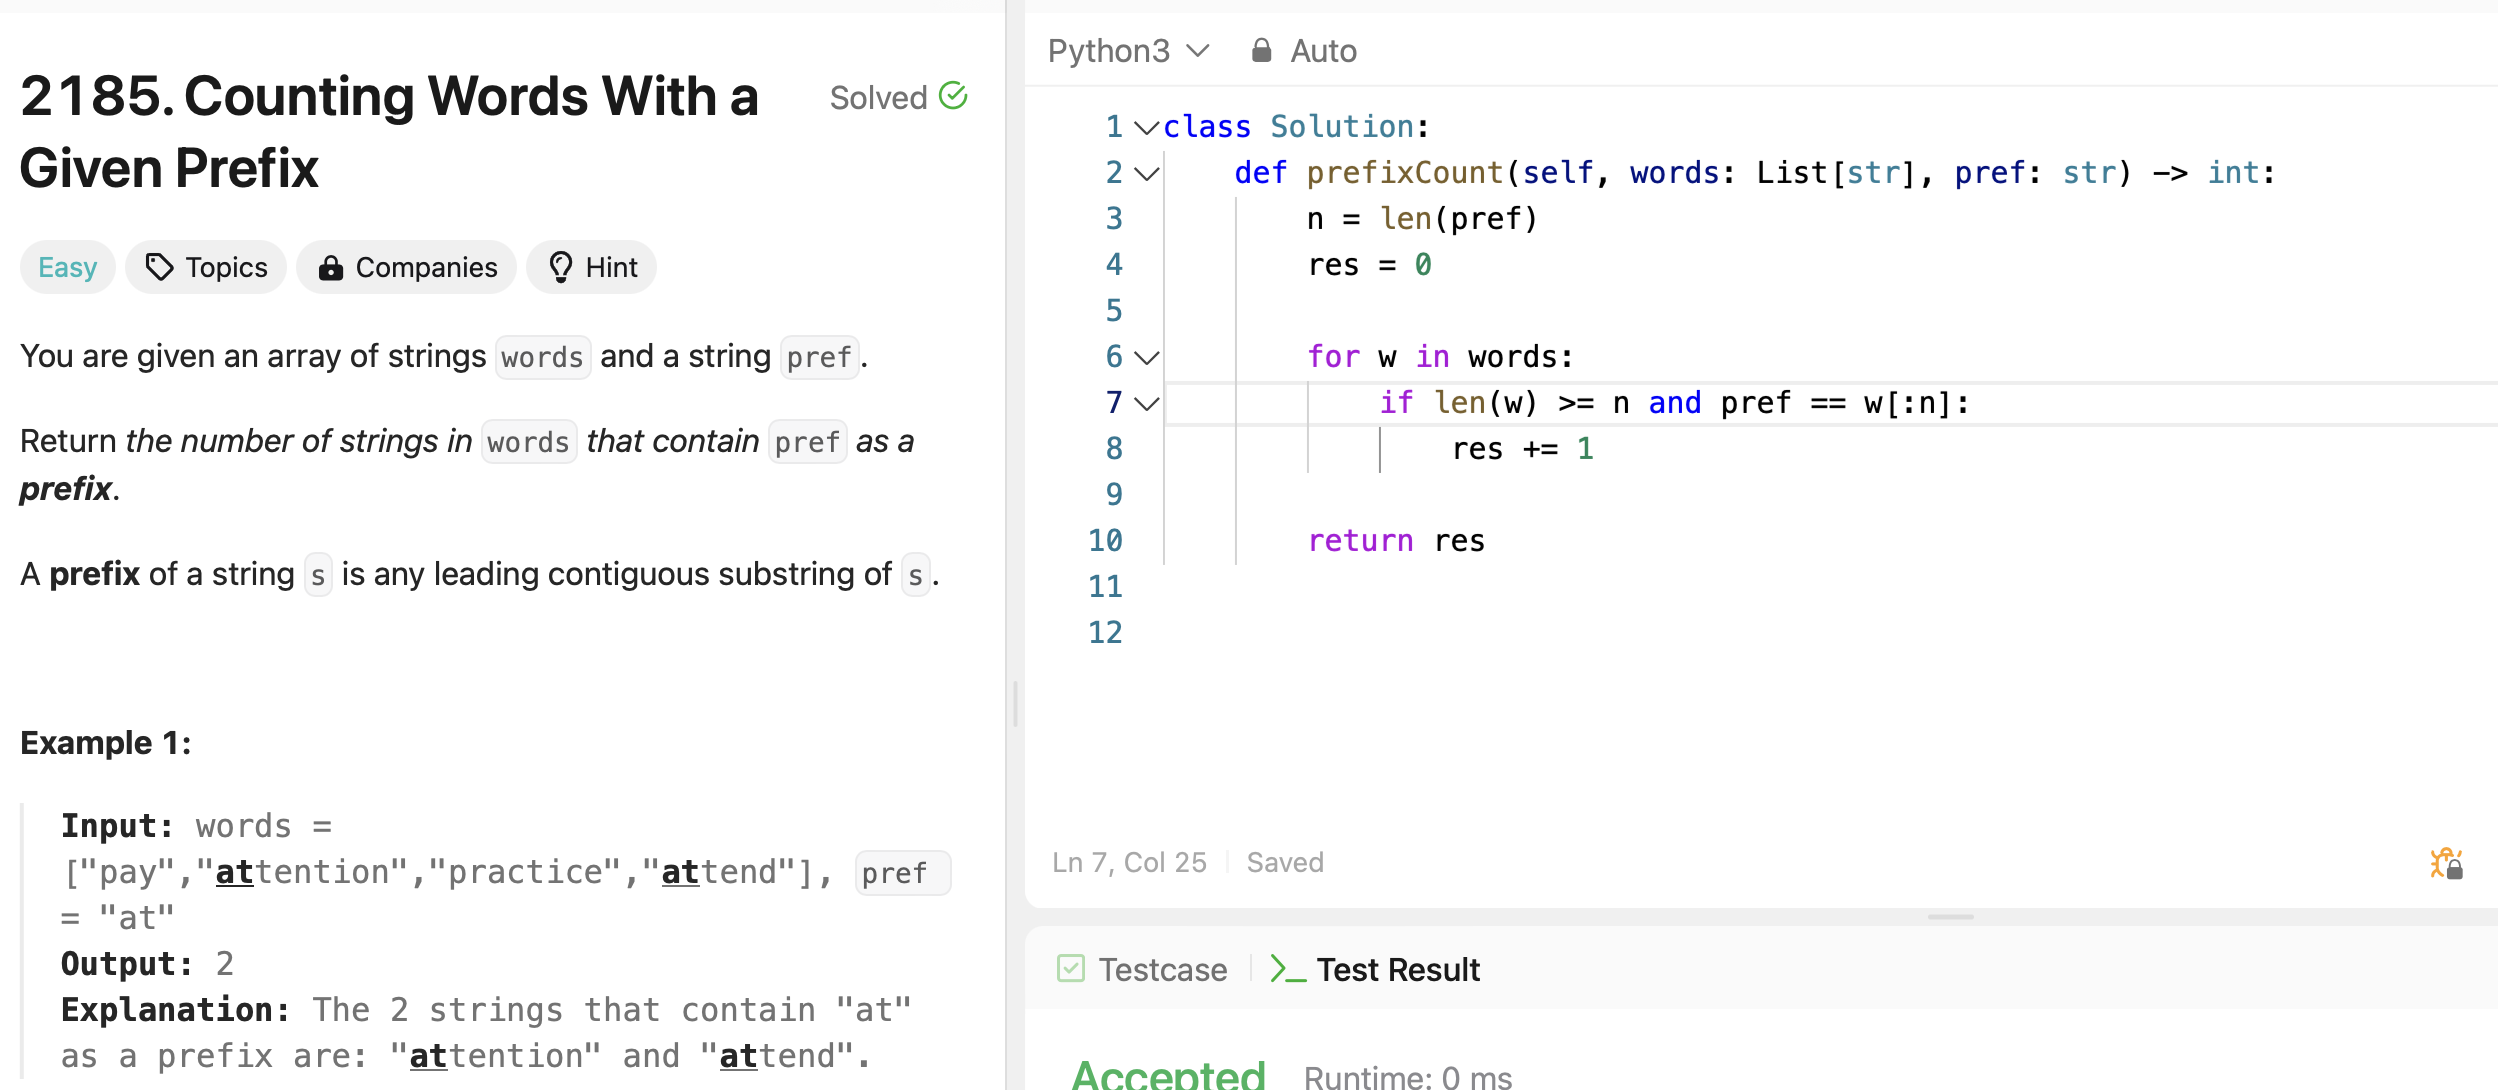 2185. Counting Words With a
Given Prefix
Solved
Easy
Topics
Companies
Hint
You are given an array of strings words and a string pref.
Return the number of strings in words that contain pref as a
prefix.
A prefix of a string s is any leading contiguous substring of s.
Example 1:
Input: words =
["pay","attention","practice","attend"], pref
= "at"
Output: 2
Explanation: The 2 strings that contain "at"
as a prefix are: "attention" and "attend".
Python3
Auto
1 class Solution:
2 def prefixCount(self, words: List[str], pref: str) -> int:
3 n = len(pref)
4 res = 0
5
6 for w in words:
7 if len(w) >= n and pref == w[:n]:
8 res += 1
9
10 return res
11
12
Ln 7, Col 25
Saved
Testcase
Test Result
Accepted
Runtime: 0 ms